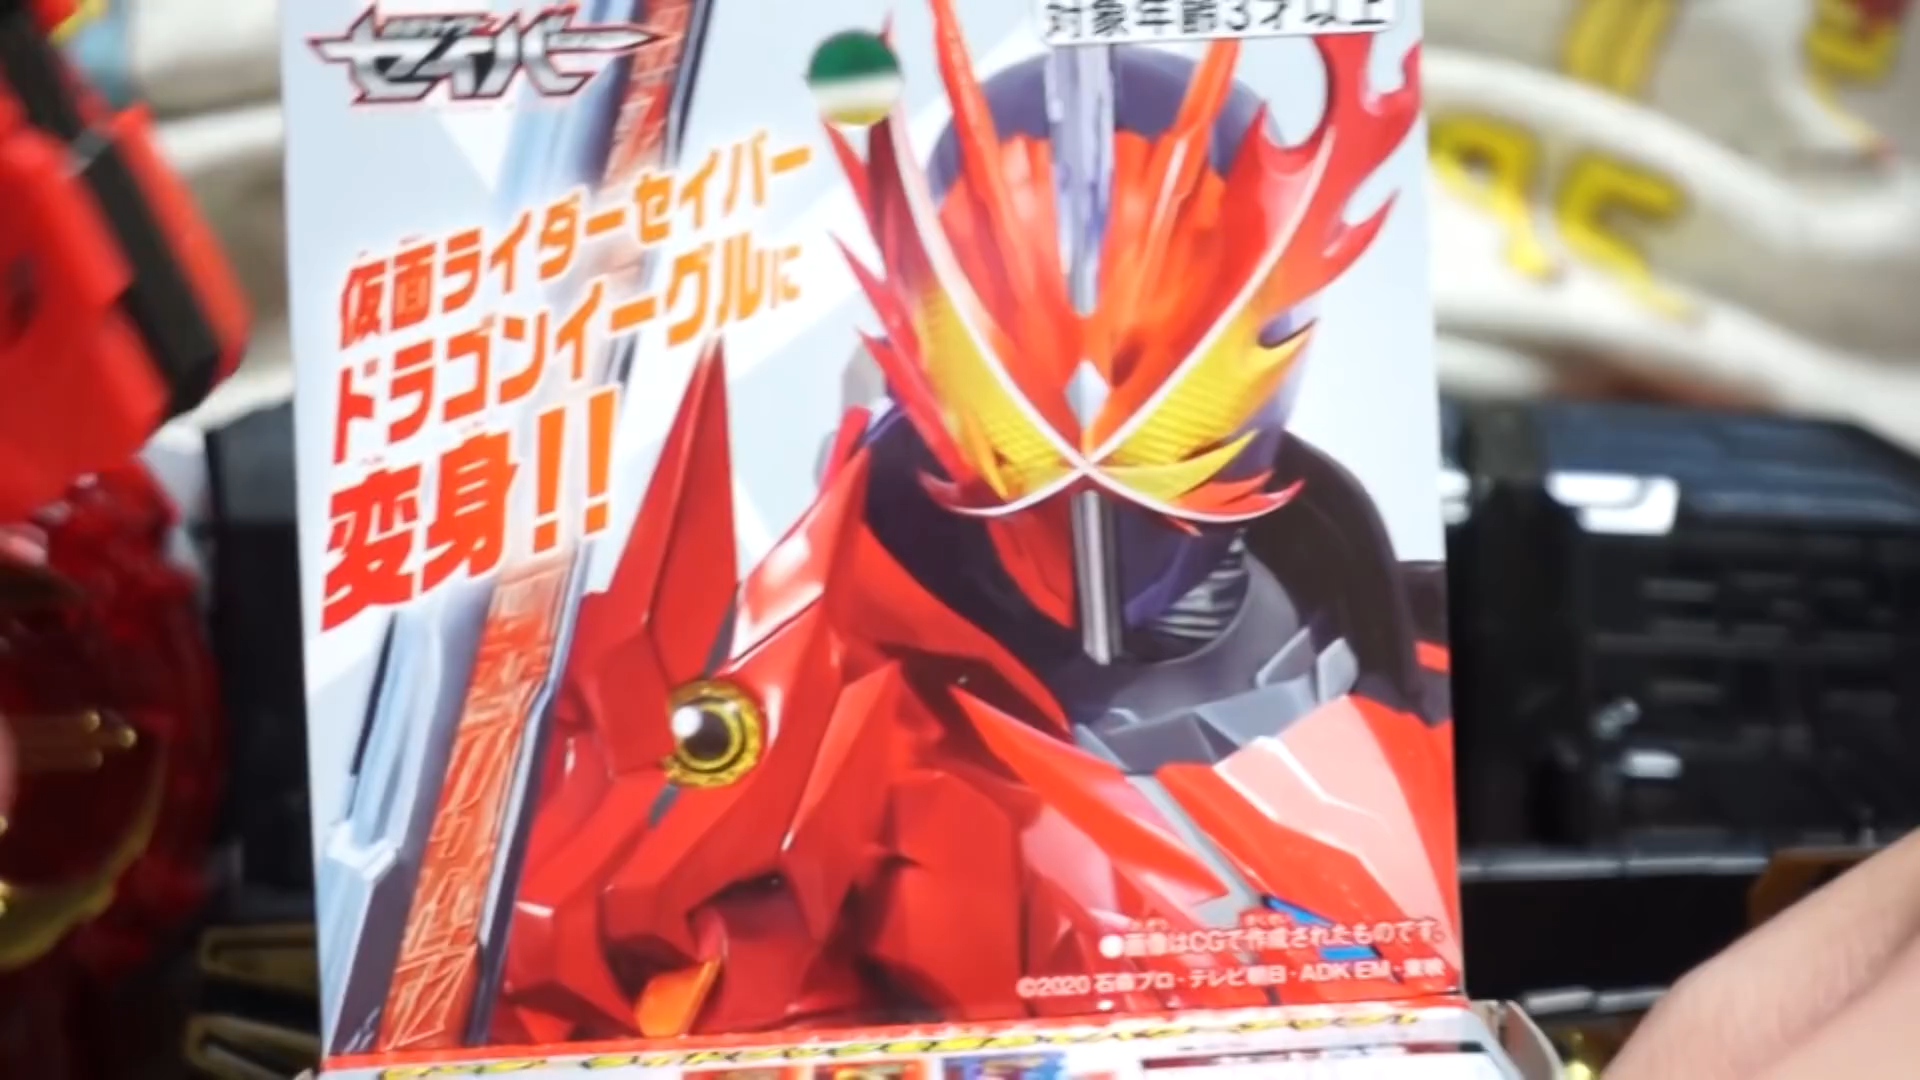 セイバー
対象年齢3才以上
仮面ライダーセイバー
ドラゴンイーグルに
変身!!
●画像はCGで作成されたものです。
©2020 石森プロ・テレビ朝日・ADK EM・東映